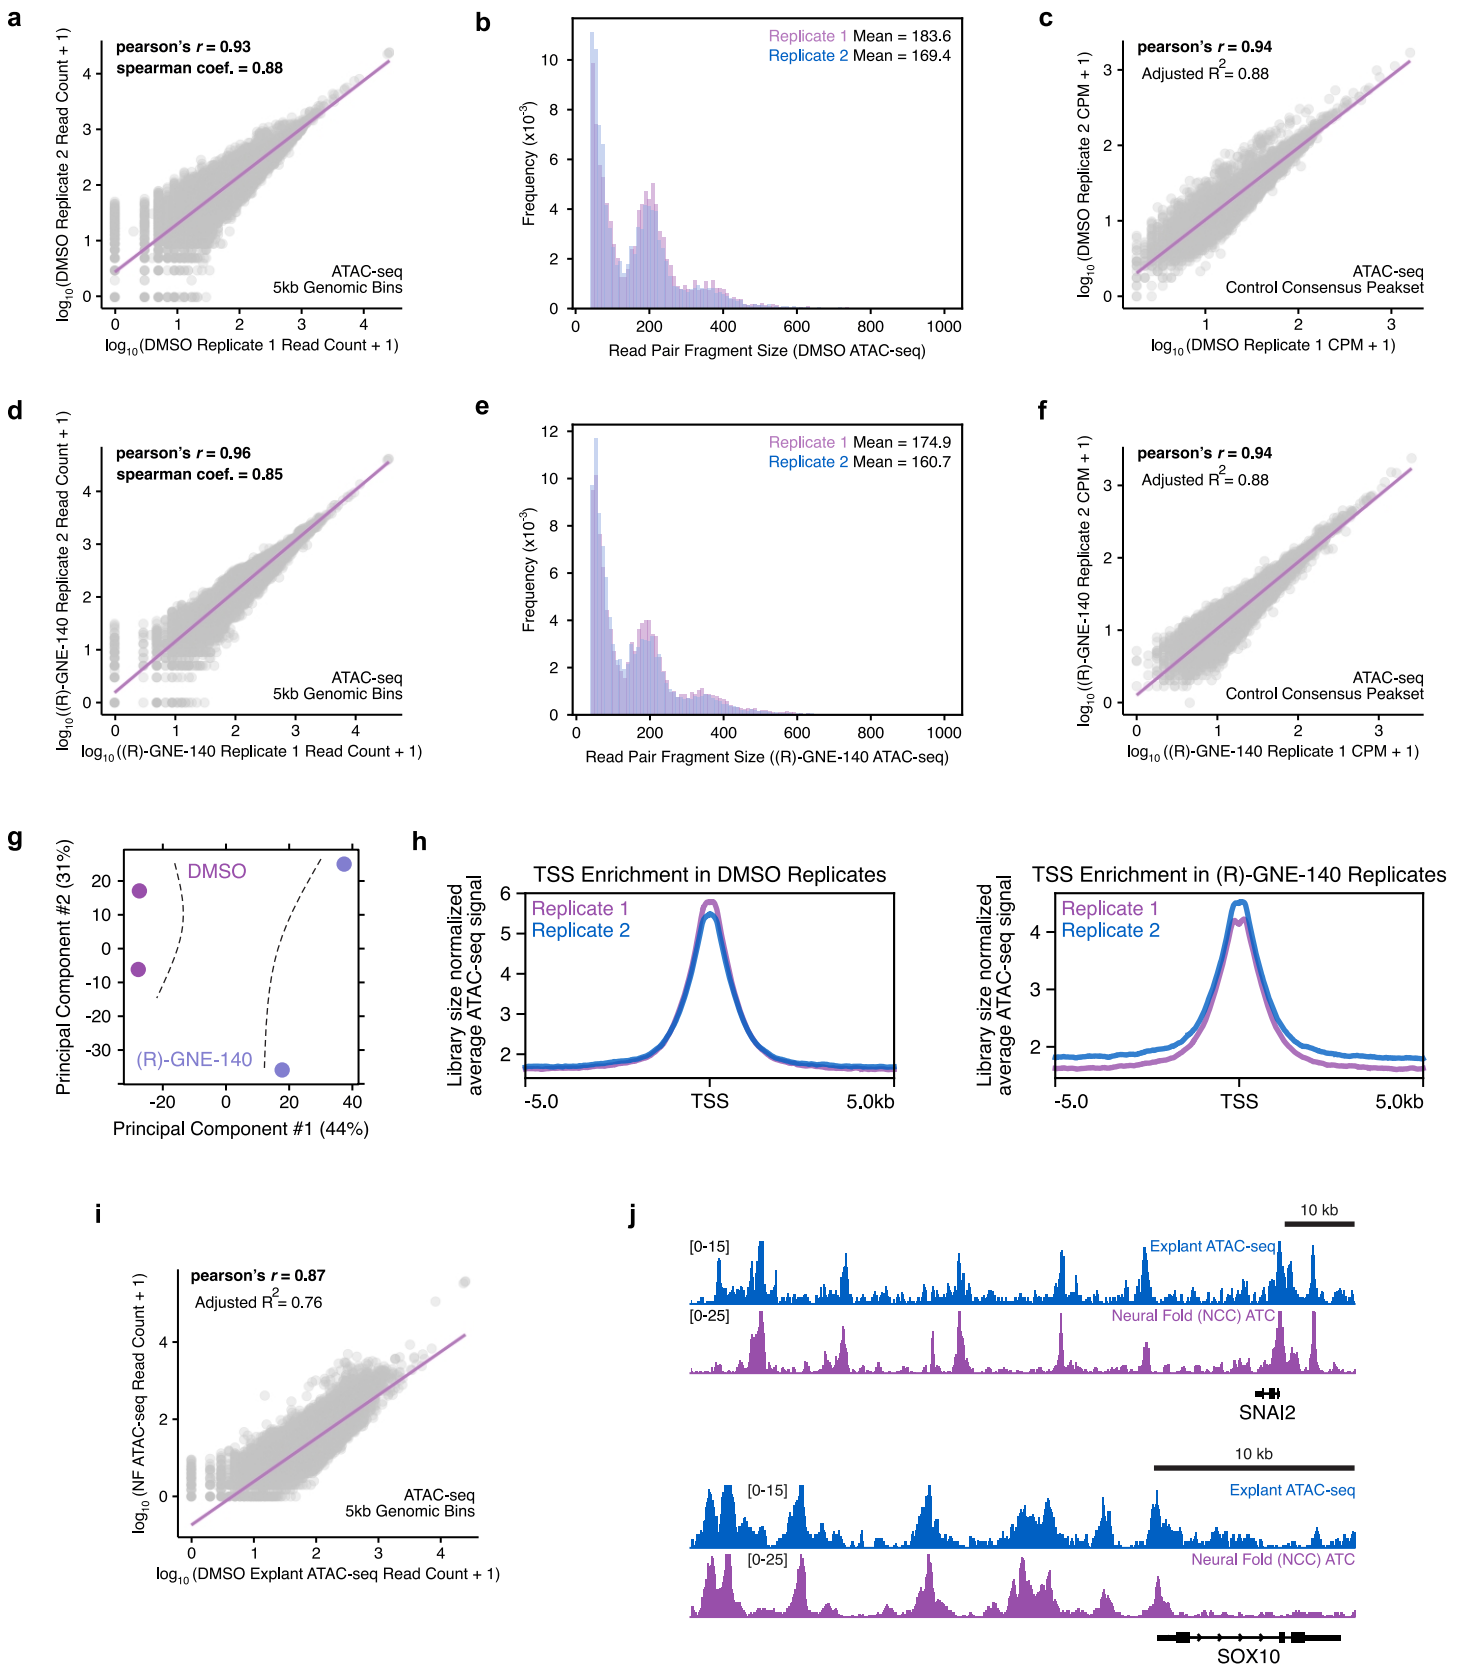 a
pearson's r = 0.93
spearman coef. = 0.88
log10(DMSO Replicate 2 Read Count + 1)
4
3
2
1
0
ATAC-seq
5kb Genomic Bins
0 1 2 3 4
log10(DMSO Replicate 1 Read Count + 1)
b
Replicate 1 Mean = 183.6
Replicate 2 Mean = 169.4
Frequency (x10-3)
10
8
6
4
2
0
0 200 400 600 800 1000
Read Pair Fragment Size (DMSO ATAC-seq)
c
pearson's r = 0.94
Adjusted R2= 0.88
log10(DMSO Replicate 2 CPM + 1)
3
2
1
0
ATAC-seq
Control Consensus Peakset
1 2 3
log10(DMSO Replicate 1 CPM + 1)
d
pearson's r = 0.96
spearman coef. = 0.85
log10((R)-GNE-140 Replicate 2 Read Count + 1)
4
3
2
1
0
ATAC-seq
5kb Genomic Bins
0 1 2 3 4
log10((R)-GNE-140 Replicate 1 Read Count + 1)
e
Replicate 1 Mean = 174.9
Replicate 2 Mean = 160.7
Frequency (x10-3)
12
10
8
6
4
2
0
0 200 400 600 800 1000
Read Pair Fragment Size ((R)-GNE-140 ATAC-seq)
f
pearson's r = 0.94
Adjusted R2= 0.88
log10((R)-GNE-140 Replicate 2 CPM + 1)
3
2
1
0
ATAC-seq
Control Consensus Peakset
0 1 2 3
log10((R)-GNE-140 Replicate 1 CPM + 1)
g
Principal Component #2 (31%)
20
10
0
-10
-20
-30
DMSO
(R)-GNE-140
-20 0 20 40
Principal Component #1 (44%)
h
TSS Enrichment in DMSO Replicates
Replicate 1
Replicate 2
Library size normalized
average ATAC-seq signal
6
5
4
3
2
-5.0 TSS 5.0kb
TSS Enrichment in (R)-GNE-140 Replicates
Replicate 1
Replicate 2
Library size normalized
average ATAC-seq signal
4
3
2
-5.0 TSS 5.0kb
i
pearson's r = 0.87
Adjusted R2= 0.76
log10 (NF ATAC-seq Read Count + 1)
4
2
0
ATAC-seq
5kb Genomic Bins
0 1 2 3 4
log10(DMSO Explant ATAC-seq Read Count + 1)
j
10 kb
[0-15]
Explant ATAC-seq
[0-25]
Neural Fold (NCC) ATC
SNAI2
10 kb
[0-15]
Explant ATAC-seq
[0-25]
Neural Fold (NCC) ATC
SOX10